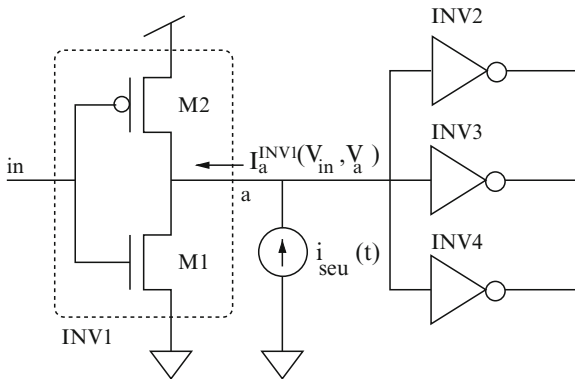 INV2
M2
I_a^{INV1}(V_in, V_a)
INV3
in
a
i_seu (t)
INV4
M1
INV1